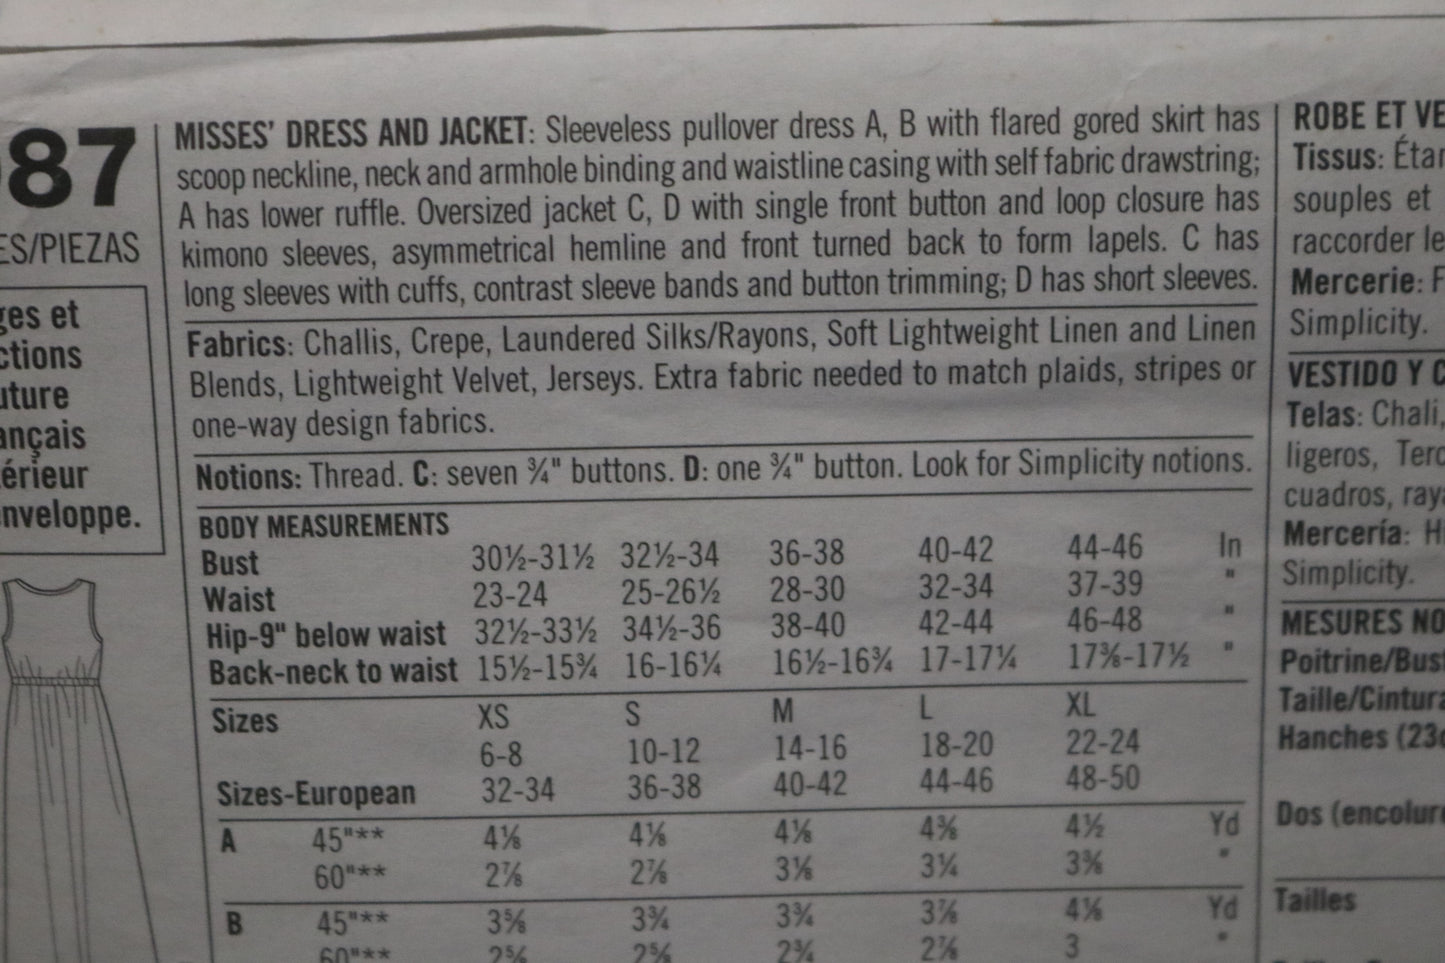 87
ES/PIEZAS
ges et
ctions
uture
ançais
érieur
nveloppe.
MISSES' DRESS AND JACKET: Sleeveless pullover dress A, B with flared gored skirt has
scoop neckline, neck and armhole binding and waistline casing with self fabric drawstring;
A has lower ruffle. Oversized jacket C, D with single front button and loop closure has
kimono sleeves, asymmetrical hemline and front turned back to form lapels. C has
long sleeves with cuffs, contrast sleeve bands and button trimming; D has short sleeves.
Fabrics: Challis, Crepe, Laundered Silks/Rayons, Soft Lightweight Linen and Linen
Blends, Lightweight Velvet, Jerseys. Extra fabric needed to match plaids, stripes or
one-way design fabrics.
Notions: Thread. C: seven ¾" buttons. D: one ¾" button. Look for Simplicity notions.
BODY MEASUREMENTS
Bust 30½-31½ 32½-34 36-38 40-42 44-46 In
Waist 23-24 25-26½ 28-30 32-34 37-39 "
Hip-9" below waist 32½-33½ 34½-36 38-40 42-44 46-48 "
Back-neck to waist 15½-15¾ 16-16¼ 16½-16¾ 17-17¼ 17⅜-17½ "
Sizes XS S M L XL
6-8 10-12 14-16 18-20 22-24
Sizes-European 32-34 36-38 40-42 44-46 48-50
A 45"** 4⅛ 4⅛ 4⅛ 4⅜ 4½ Yd
60"** 2⅞ 2⅞ 3⅛ 3¼ 3⅜ "
B 45"** 3⅝ 3¾ 3¾ 3⅞ 4⅛ Yd
60"** 2⅝ 2⅝ 2¾ 2⅞ 3 "
ROBE ET VE
Tissus: Étar
souples et
raccorder le
Mercerie: F
Simplicity.
VESTIDO Y C
Telas: Chali,
ligeros, Terc
cuadros, raya
Mercería: H
Simplicity.
MESURES NO
Poitrine/Bust
Taille/Cintura
Hanches (23c
Dos (encolure
Tailles